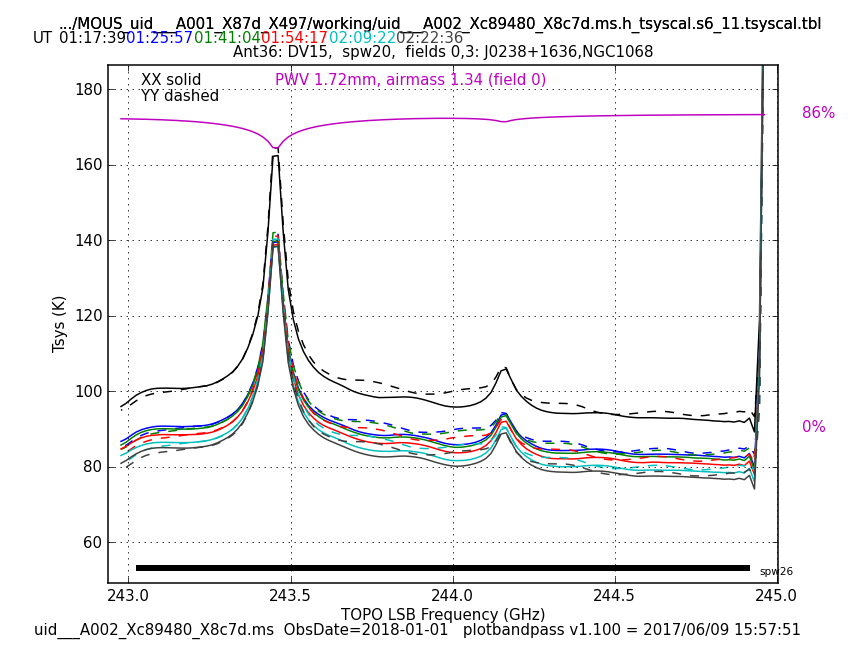 .../MOUS_uid___A001_X87d_X497/working/uid___A002_Xc89480_X8c7d.ms.h_tsyscal.s6_11.tsyscal.tbl
UT 01:17:39 01:25:57 01:41:04 01:54:17 02:09:22 02:22:36
Ant36: DV15,  spw20,  fields 0,3: J0238+1636,NGC1068
XX solid
PWV 1.72mm, airmass 1.34 (field 0)
YY dashed
86%
0%
180
160
140
120
100
80
60
Tsys (K)
spw26
243.0 243.5 244.0 244.5 245.0
TOPO LSB Frequency (GHz)
uid___A002_Xc89480_X8c7d.ms  ObsDate=2018-01-01   plotbandpass v1.100 = 2017/06/09 15:57:51